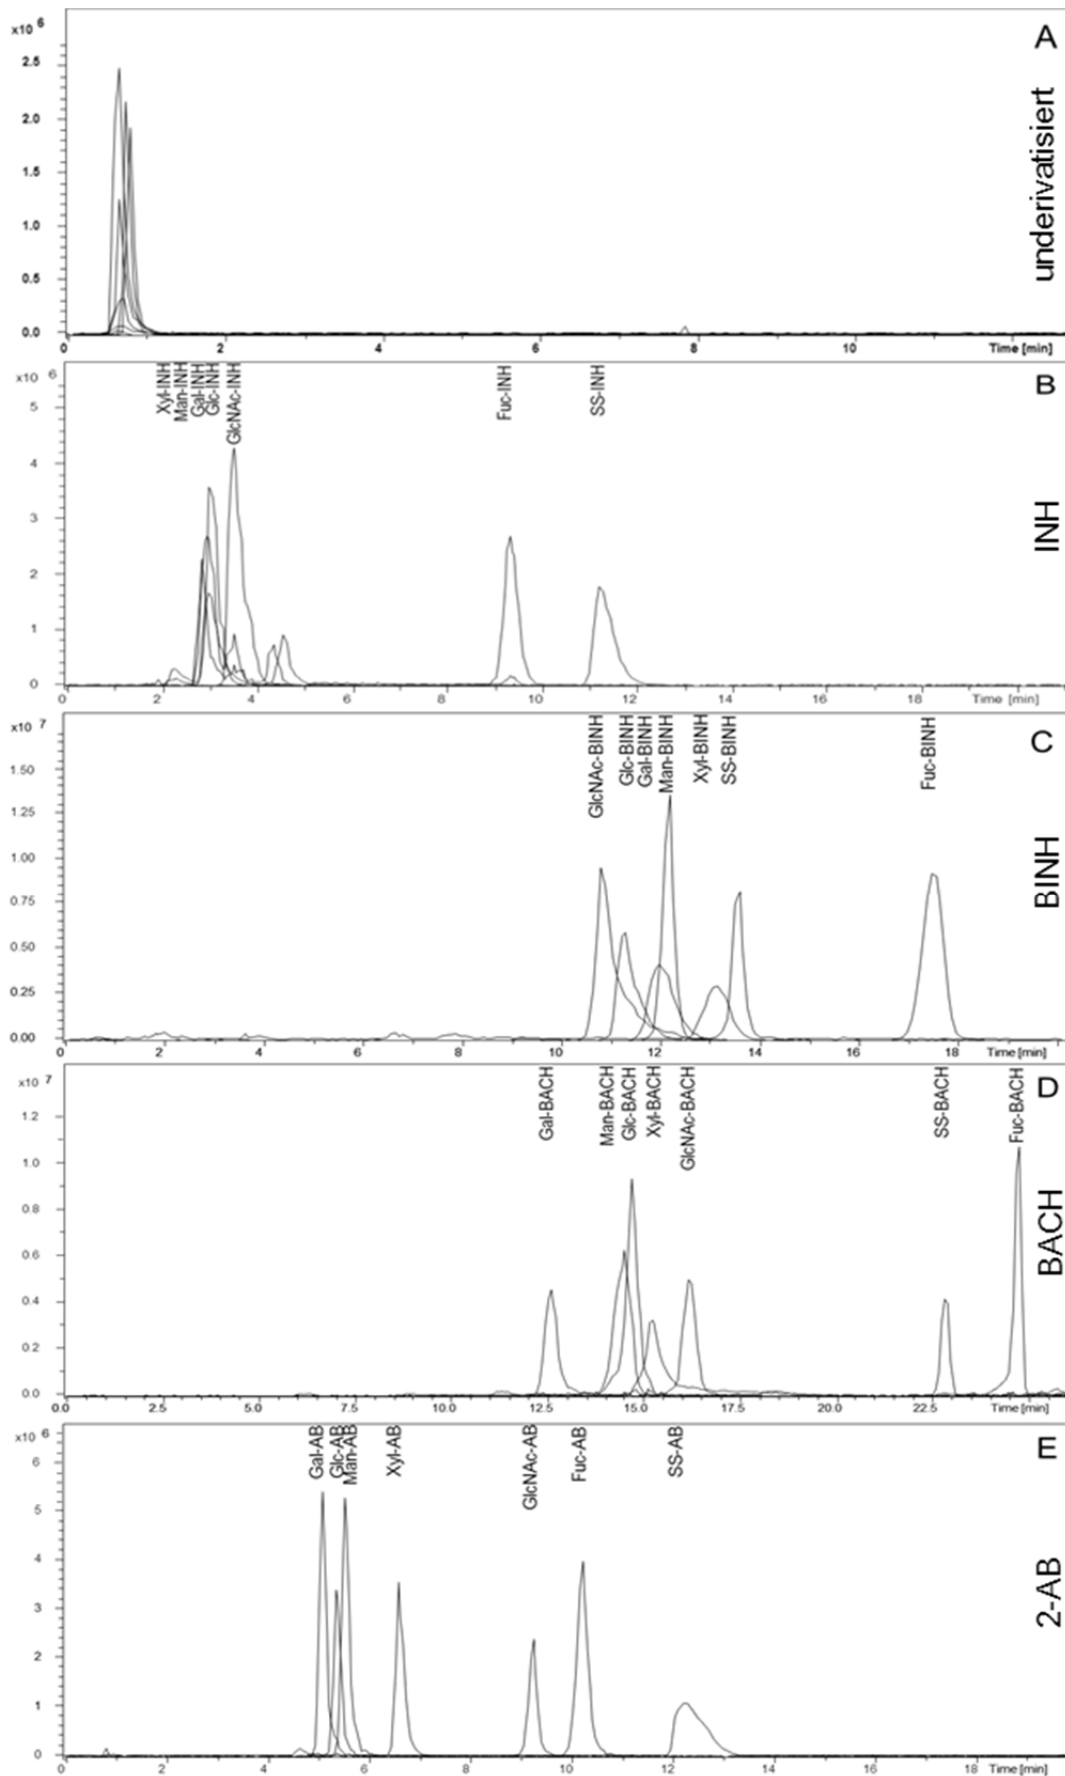 x10 6
A
2.5
2.0
1.5
1.0
0.5
0.0
underivatisiert
0 2 4 6 8 10 Time [min]
x10 6
Xyl-INH
Man-INH
Gal-INH
Glc-INH
GlcNAc-INH
Fuc-INH
SS-INH
B
5
4
3
2
1
0
INH
0 2 4 6 8 10 12 14 16 18 Time [min]
x10 7
GlcNAc-BINH
Glc-BINH
Gal-BINH
Man-BINH
Xyl-BINH
SS-BINH
Fuc-BINH
C
1.50
1.25
1.00
0.75
0.50
0.25
0.00
BINH
0 2 4 6 8 10 12 14 16 18 Time [min]
x10 7
Gal-BACH
Man-BACH
Glc-BACH
Xyl-BACH
GlcNAc-BACH
SS-BACH
Fuc-BACH
D
1.2
1.0
0.8
0.6
0.4
0.2
0.0
BACH
0.0 2.5 5.0 7.5 10.0 12.5 15.0 17.5 20.0 22.5 Time [min]
x10 6
Gal-AB
Glc-AB
Man-AB
Xyl-AB
GlcNAc-AB
Fuc-AB
SS-AB
E
6
5
4
3
2
1
0
2-AB
0 2 4 6 8 10 12 14 16 18 Time [min]